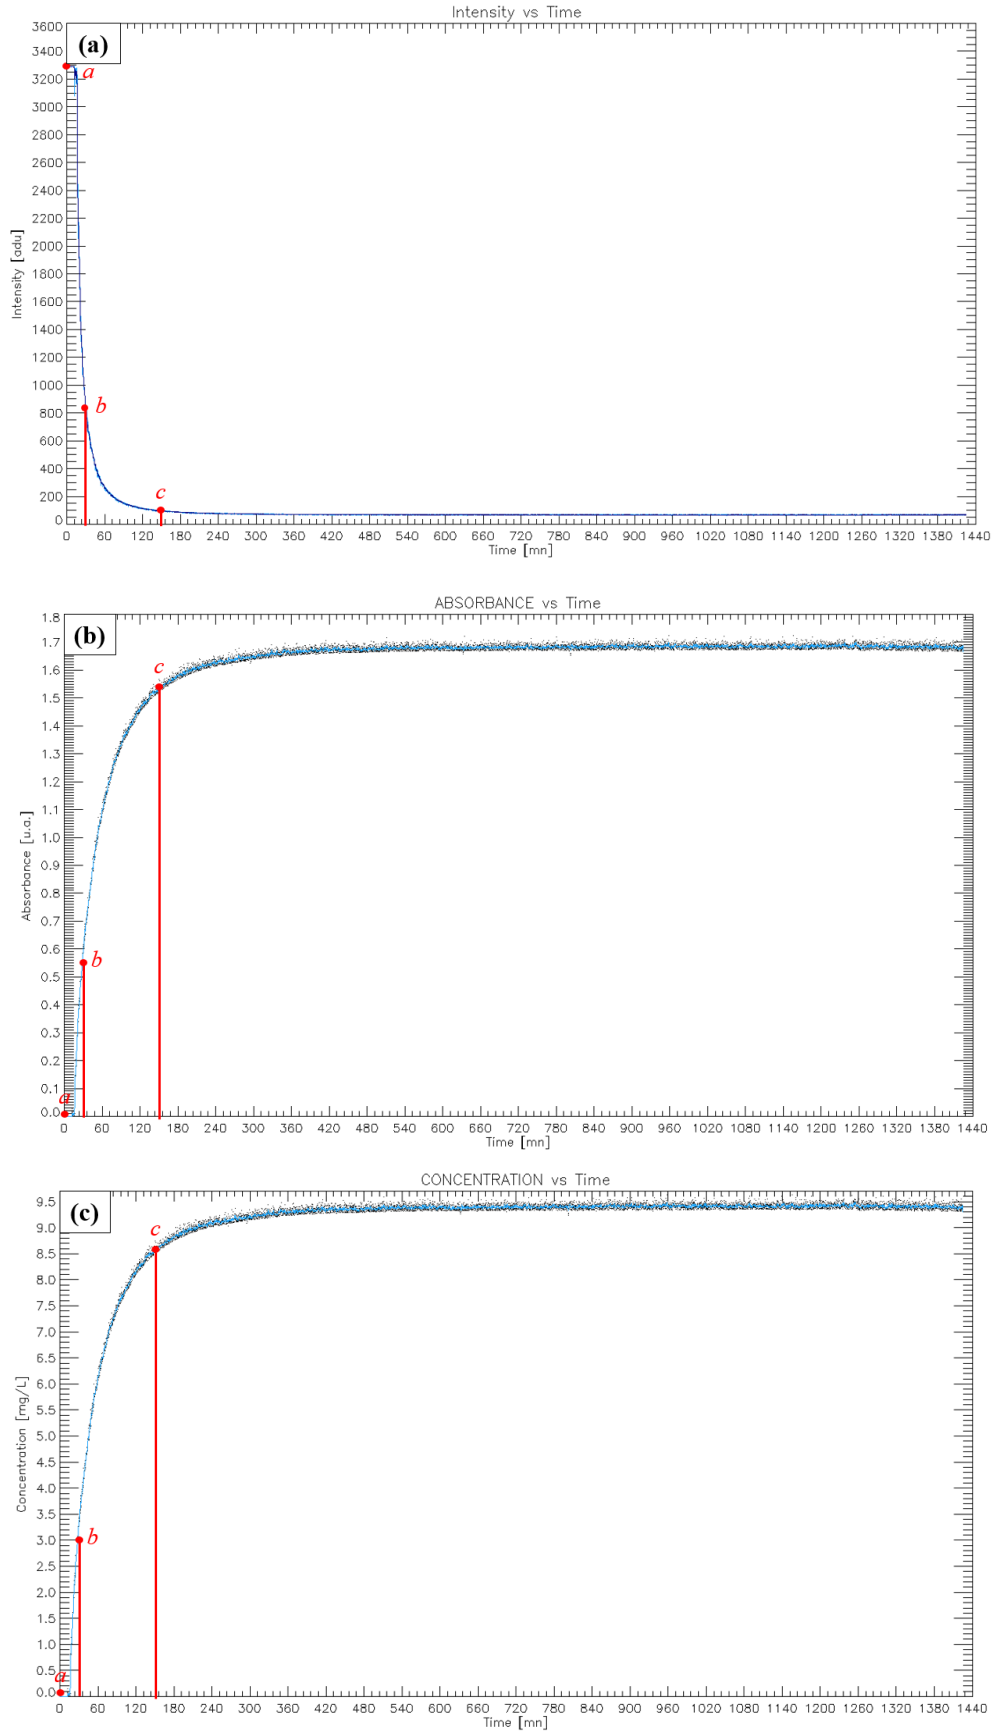 Intensity vs Time
(a)
3600
3400
3200
3000
2800
2600
2400
2200
2000
1800
1600
1400
1200
1000
800
600
400
200
0
Intensity [adu]
a
b
c
0 60 120 180 240 300 360 420 480 540 600 660 720 780 840 900 960 1020 1080 1140 1200 1260 1320 1380 1440
Time [mn]
ABSORBANCE vs Time
(b)
1.8
1.7
1.6
1.5
1.4
1.3
1.2
1.1
1.0
0.9
0.8
0.7
0.6
0.5
0.4
0.3
0.2
0.1
0.0
Absorbance [u.a.]
c
b
a
0 60 120 180 240 300 360 420 480 540 600 660 720 780 840 900 960 1020 1080 1140 1200 1260 1320 1380 1440
Time [mn]
CONCENTRATION vs Time
(c)
9.5
9.0
8.5
8.0
7.5
7.0
6.5
6.0
5.5
5.0
4.5
4.0
3.5
3.0
2.5
2.0
1.5
1.0
0.5
0.0
Concentration [mg/L]
c
b
a
0 60 120 180 240 300 360 420 480 540 600 660 720 780 840 900 960 1020 1080 1140 1200 1260 1320 1380 1440
Time [mn]